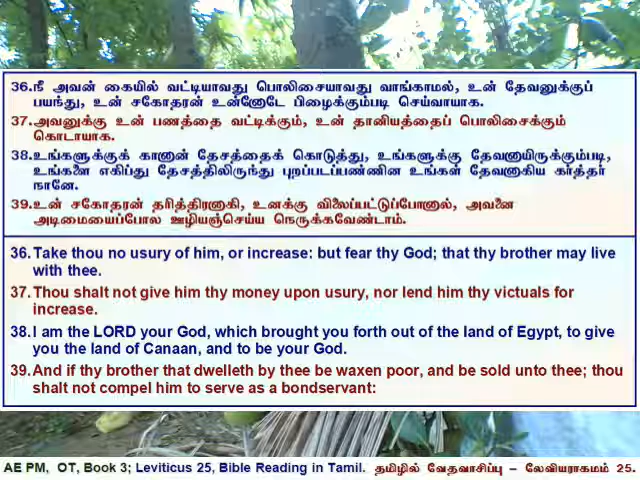 36.நீ அவன் கையில் வட்டியாவது பொலிசையாவது வாங்காமல், உன் தேவனுக்குப்
பயந்து, உன் சகோதரன் உன்னோடே பிழைக்கும்படி செய்வாயாக.
37.அவனுக்கு உன் பணத்தை வட்டிக்கும், உன் தானியத்தைப் பொலிசைக்கும்
கொடாயாக.
38.உங்களுக்குக் கானான் தேசத்தைக் கொடுத்து, உங்களுக்கு தேவனாயிருக்கும்படி,
உங்களை எகிப்து தேசத்திலிருந்து புறப்படப்பண்ணின உங்கள் தேவனாகிய கர்த்தர்
நானே.
39.உன் சகோதரன் தரித்திரனாகி, உனக்கு விலைப்பட்டுப்போனால், அவனை
அடிமையைப்போல ஊழியஞ்செய்ய நெருக்கவேண்டாம்.
36.Take thou no usury of him, or increase: but fear thy God; that thy brother may live
with thee.
37.Thou shalt not give him thy money upon usury, nor lend him thy victuals for
increase.
38.I am the LORD your God, which brought you forth out of the land of Egypt, to give
you the land of Canaan, and to be your God.
39.And if thy brother that dwelleth by thee be waxen poor, and be sold unto thee; thou
shalt not compel him to serve as a bondservant:
AE PM, OT, Book 3; Leviticus 25, Bible Reading in Tamil. தமிழில் வேதவாசிப்பு – லேவியராகமம் 25.